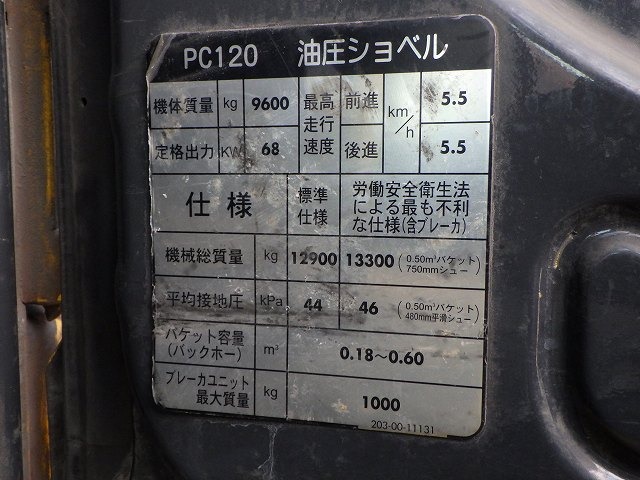 PC120 油圧ショベル
機体質量 kg 9600 最高走行速度 前進 km/h 5.5
定格出力 KW 68 後進 5.5
仕様 標準仕様 労働安全衛生法による最も不利な仕様(含ブレーカ)
機械総質量 kg 12900 13300 (0.50m³バケット 750mmシュー)
平均接地圧 kPa 44 46 (0.50m³バケット 480mm平滑シュー)
バケット容量(バックホー) m³ 0.18～0.60
ブレーカユニット最大質量 kg 1000
203-00-11131